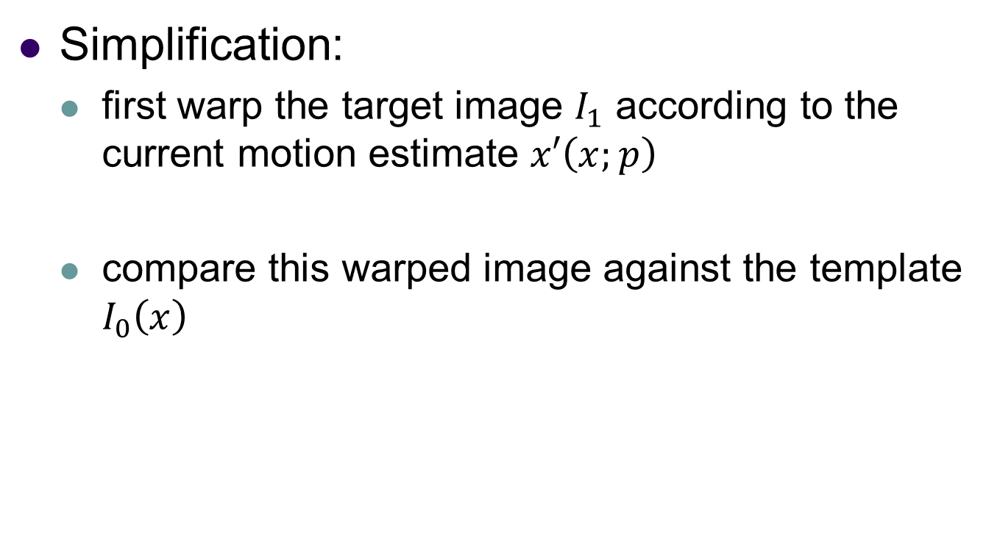 Simplification:
first warp the target image I₁ according to the
current motion estimate x′(x; p)
compare this warped image against the template
I₀(x)